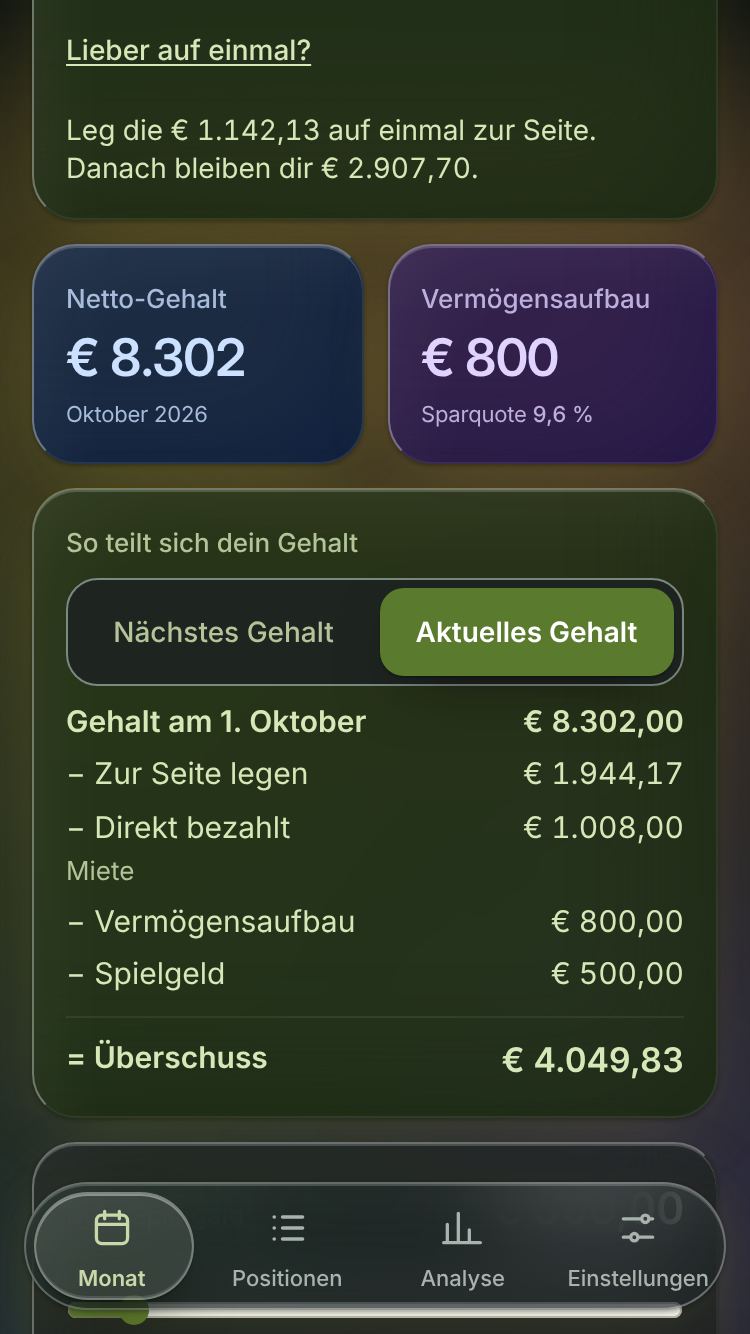 Lieber auf einmal?
Leg die € 1.142,13 auf einmal zur Seite.
Danach bleiben dir € 2.907,70.
Netto-Gehalt
€ 8.302
Oktober 2026
Vermögensaufbau
€ 800
Sparquote 9,6 %
So teilt sich dein Gehalt
Nächstes Gehalt
Aktuelles Gehalt
Gehalt am 1. Oktober € 8.302,00
– Zur Seite legen € 1.944,17
– Direkt bezahlt € 1.008,00
Miete
– Vermögensaufbau € 800,00
– Spielgeld € 500,00
= Überschuss € 4.049,83
Monat
Positionen
Analyse
Einstellungen